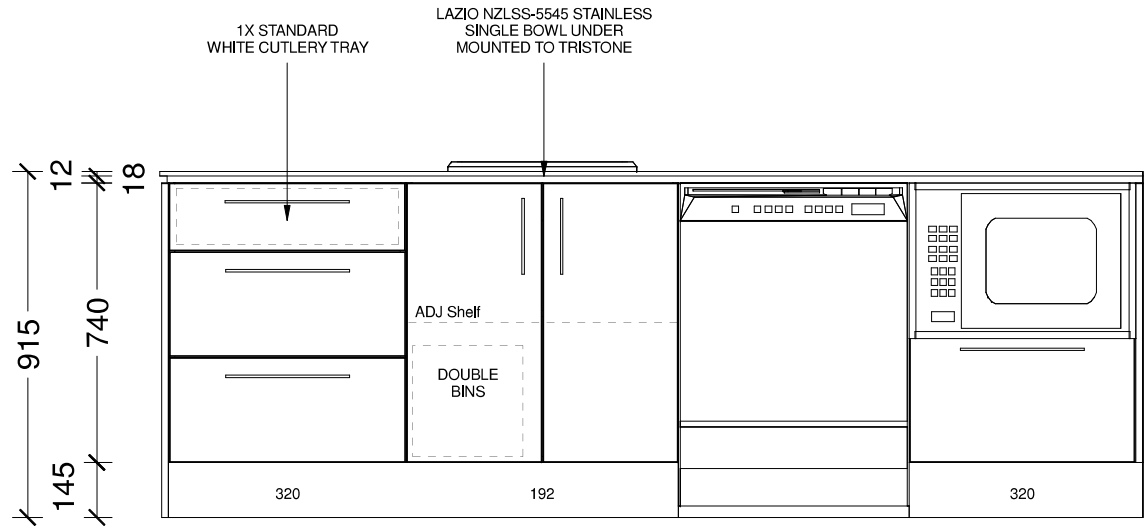 1X STANDARD
WHITE CUTLERY TRAY
LAZIO NZLSS-5545 STAINLESS
SINGLE BOWL UNDER
MOUNTED TO TRISTONE
12
18
915
740
145
ADJ Shelf
DOUBLE
BINS
320
192
320